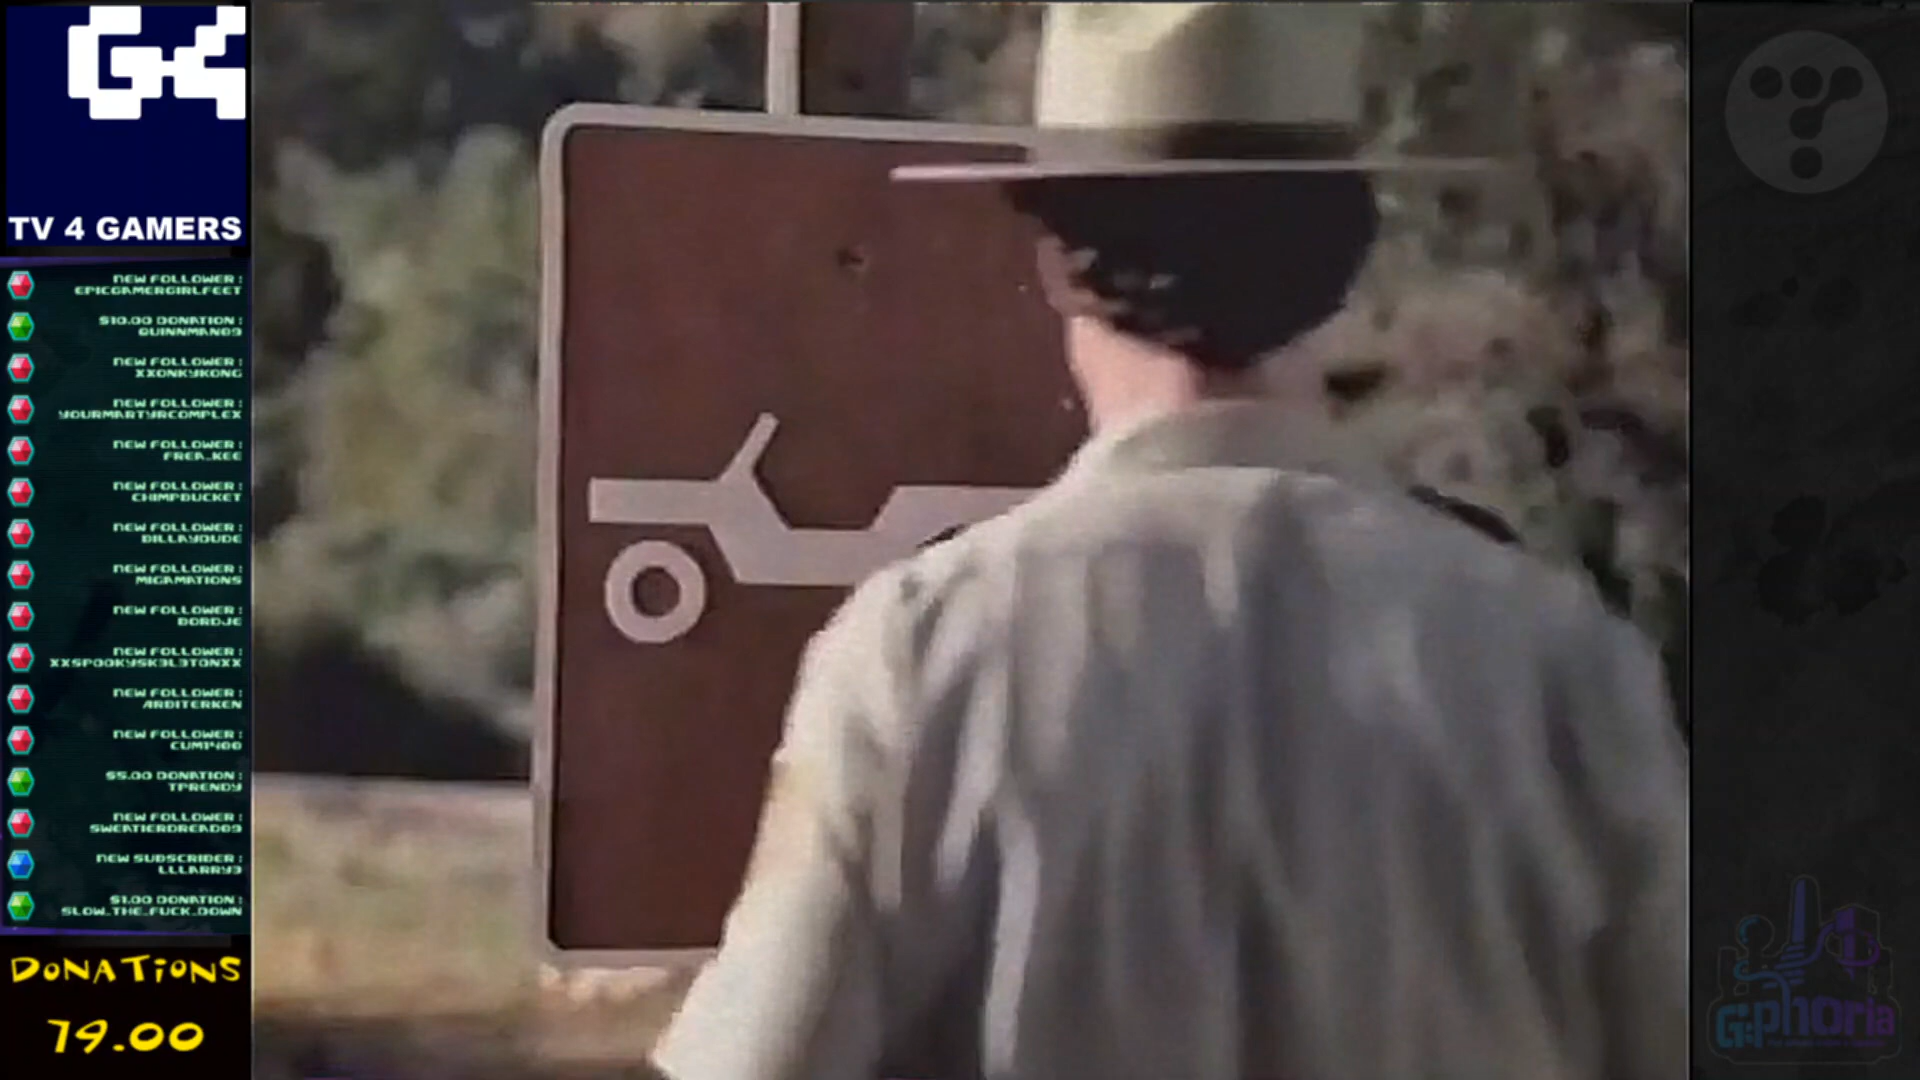 G4
TV 4 GAMERS
NEW FOLLOWER :
EPICGAMERGIRLFEET
$10.00 DONATION :
QUINNMAN09
NEW FOLLOWER :
XXONKYKONG
NEW FOLLOWER :
YOURMARTYRCOMPLEX
NEW FOLLOWER :
FREA_KEE
NEW FOLLOWER :
CHIMPBUCKET
NEW FOLLOWER :
BILLAYDUDE
NEW FOLLOWER :
MIGAMATIONS
NEW FOLLOWER :
BORDJE
NEW FOLLOWER :
XXSPOOKYSK3L3TONXX
NEW FOLLOWER :
ARBITERKEN
NEW FOLLOWER :
CUM1400
$5.00 DONATION :
TPRENDY
NEW FOLLOWER :
SWEATIERDREAD09
NEW SUBSCRIBER :
LLLARRY3
$1.00 DONATION :
SLOW_THE_FUCK_DOWN
DONATIONS
79.00
?
G4phoria